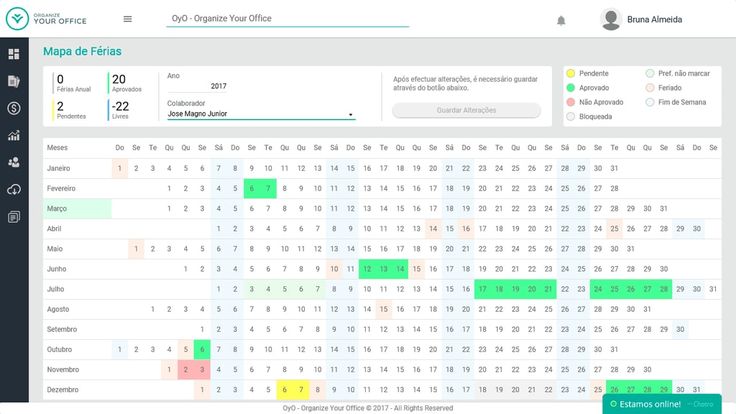 ORGANIZE
YOUR OFFICE
OyO - Organize Your Office
Bruna Almeida
Mapa de Férias
0
Férias Anual
20
Aprovados
2
Pendentes
-22
Livres
Ano
2017
Colaborador
Jose Magno Junior
Após efectuar alterações, é necessário guardar
através do botão abaixo.
Guardar Alterações
Pendente
Aprovado
Não Aprovado
Bloqueada
Pref. não marcar
Feriado
Fim de Semana
Meses Do Se Te Qu Qu Se Sá Do Se Te Qu Qu Se Sá Do Se Te Qu Qu Se Sá Do Se Te Qu Qu Se Sá Do Se Te Qu Qu Se Sá Do Se
Janeiro 1 2 3 4 5 6 7 8 9 10 11 12 13 14 15 16 17 18 19 20 21 22 23 24 25 26 27 28 29 30 31
Fevereiro 1 2 3 4 5 6 7 8 9 10 11 12 13 14 15 16 17 18 19 20 21 22 23 24 25 26 27 28
Março 1 2 3 4 5 6 7 8 9 10 11 12 13 14 15 16 17 18 19 20 21 22 23 24 25 26 27 28 29 30 31
Abril 1 2 3 4 5 6 7 8 9 10 11 12 13 14 15 16 17 18 19 20 21 22 23 24 25 26 27 28 29 30
Maio 1 2 3 4 5 6 7 8 9 10 11 12 13 14 15 16 17 18 19 20 21 22 23 24 25 26 27 28 29 30 31
Junho 1 2 3 4 5 6 7 8 9 10 11 12 13 14 15 16 17 18 19 20 21 22 23 24 25 26 27 28 29 30
Julho 1 2 3 4 5 6 7 8 9 10 11 12 13 14 15 16 17 18 19 20 21 22 23 24 25 26 27 28 29 30 31
Agosto 1 2 3 4 5 6 7 8 9 10 11 12 13 14 15 16 17 18 19 20 21 22 23 24 25 26 27 28 29 30 31
Setembro 1 2 3 4 5 6 7 8 9 10 11 12 13 14 15 16 17 18 19 20 21 22 23 24 25 26 27 28 29 30
Outubro 1 2 3 4 5 6 7 8 9 10 11 12 13 14 15 16 17 18 19 20 21 22 23 24 25 26 27 28 29 30 31
Novembro 1 2 3 4 5 6 7 8 9 10 11 12 13 14 15 16 17 18 19 20 21 22 23 24 25 26 27 28 29 30
Dezembro 1 2 3 4 5 6 7 8 9 10 11 12 13 14 15 16 17 18 19 20 21 22 23 24 25 26 27 28 29 30 31
OyO - Organize Your Office © 2017 - All Rights Reserved
Estamos online!